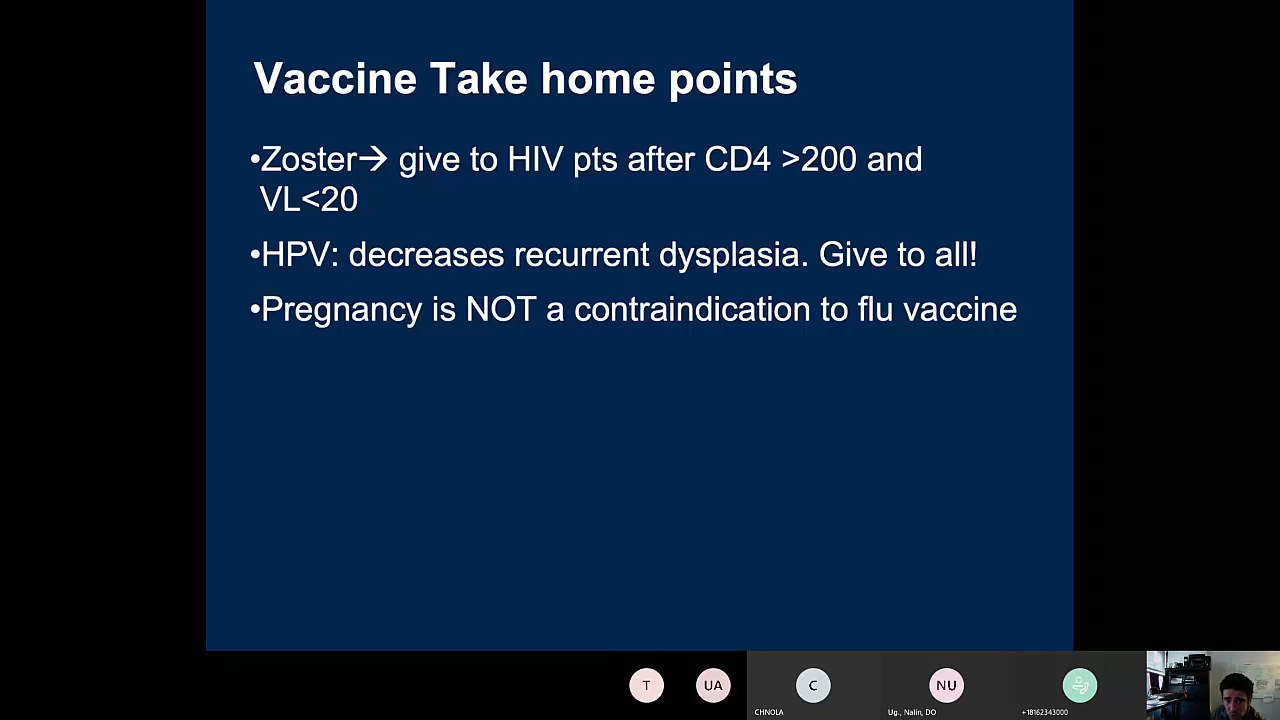 Vaccine Take home points
•Zoster→ give to HIV pts after CD4 >200 and
VL<20
•HPV: decreases recurrent dysplasia. Give to all!
•Pregnancy is NOT a contraindication to flu vaccine
T
UA
C
NU
CHNOLA
Ug., Nalin, DO
+18162343000